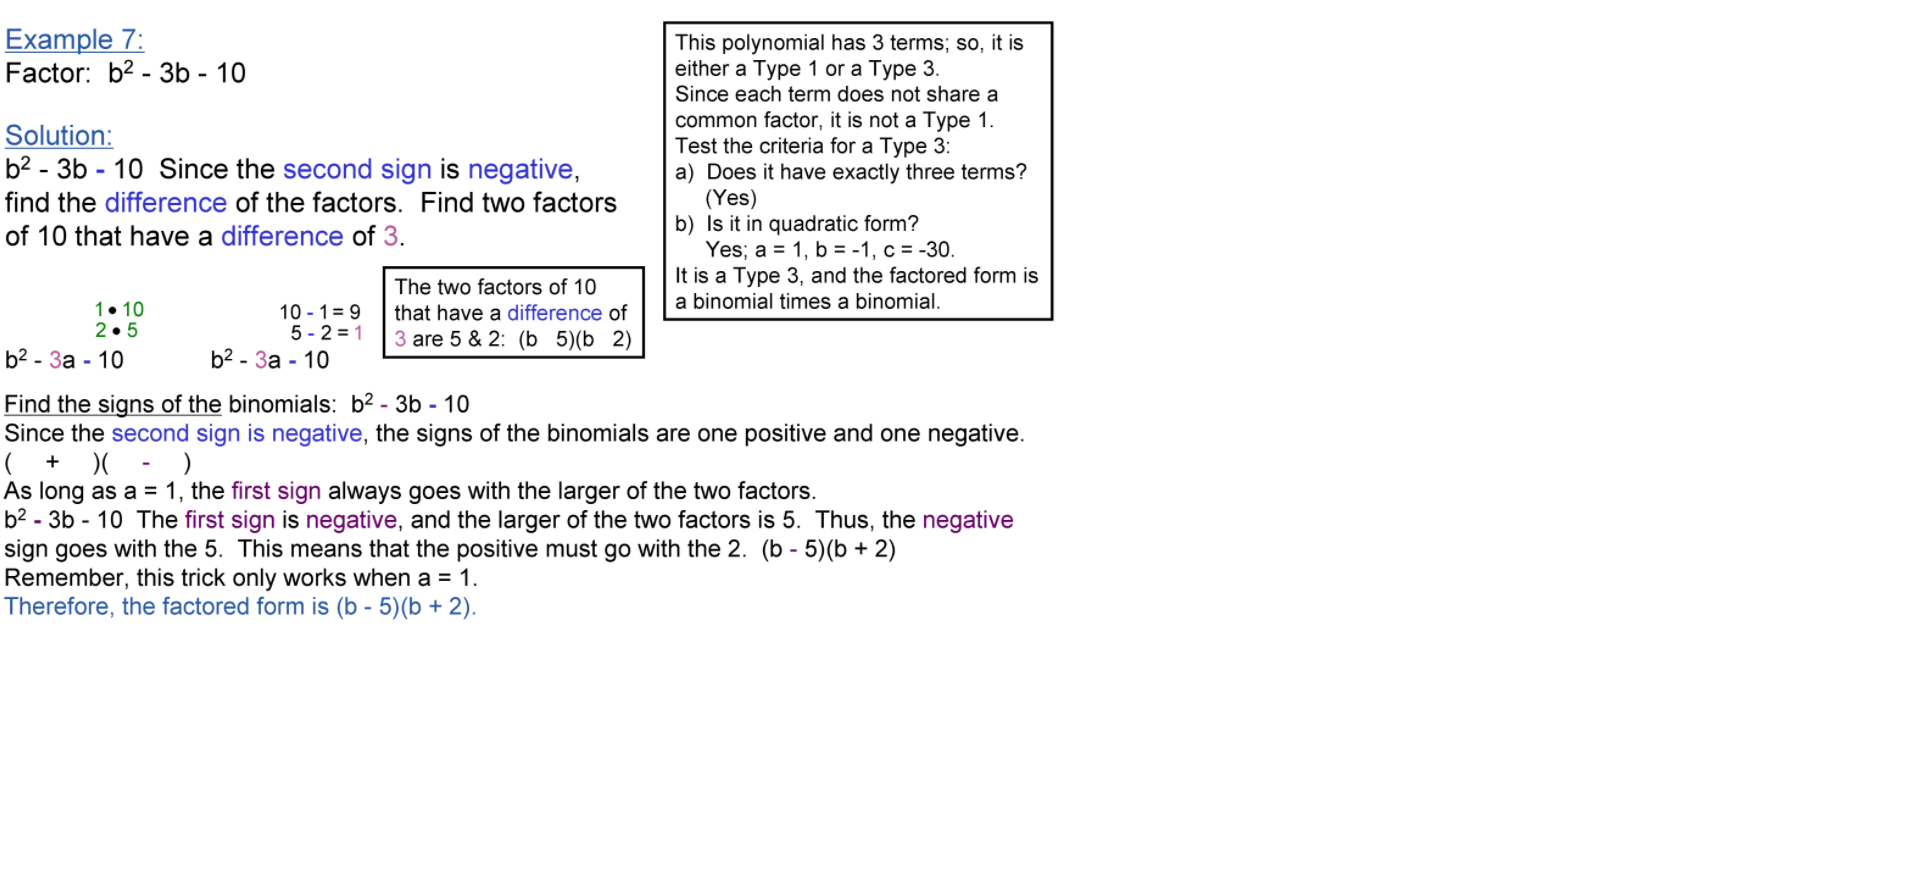 Example 7:
Factor:  b² - 3b - 10
Solution:
b² - 3b - 10  Since the second sign is negative,
find the difference of the factors.  Find two factors
of 10 that have a difference of 3.
1 • 10
2 • 5
b² - 3a - 10
10 - 1 = 9
5 - 2 = 1
b² - 3a - 10
The two factors of 10
that have a difference of
3 are 5 & 2:  (b   5)(b   2)
This polynomial has 3 terms; so, it is
either a Type 1 or a Type 3.
Since each term does not share a
common factor, it is not a Type 1.
Test the criteria for a Type 3:
a)  Does it have exactly three terms?
(Yes)
b)  Is it in quadratic form?
Yes; a = 1, b = -1, c = -30.
It is a Type 3, and the factored form is
a binomial times a binomial.
Find the signs of the binomials:  b² - 3b - 10
Since the second sign is negative, the signs of the binomials are one positive and one negative.
(     +     )(     -     )
As long as a = 1, the first sign always goes with the larger of the two factors.
b² - 3b - 10  The first sign is negative, and the larger of the two factors is 5.  Thus, the negative
sign goes with the 5.  This means that the positive must go with the 2.  (b - 5)(b + 2)
Remember, this trick only works when a = 1.
Therefore, the factored form is (b - 5)(b + 2).